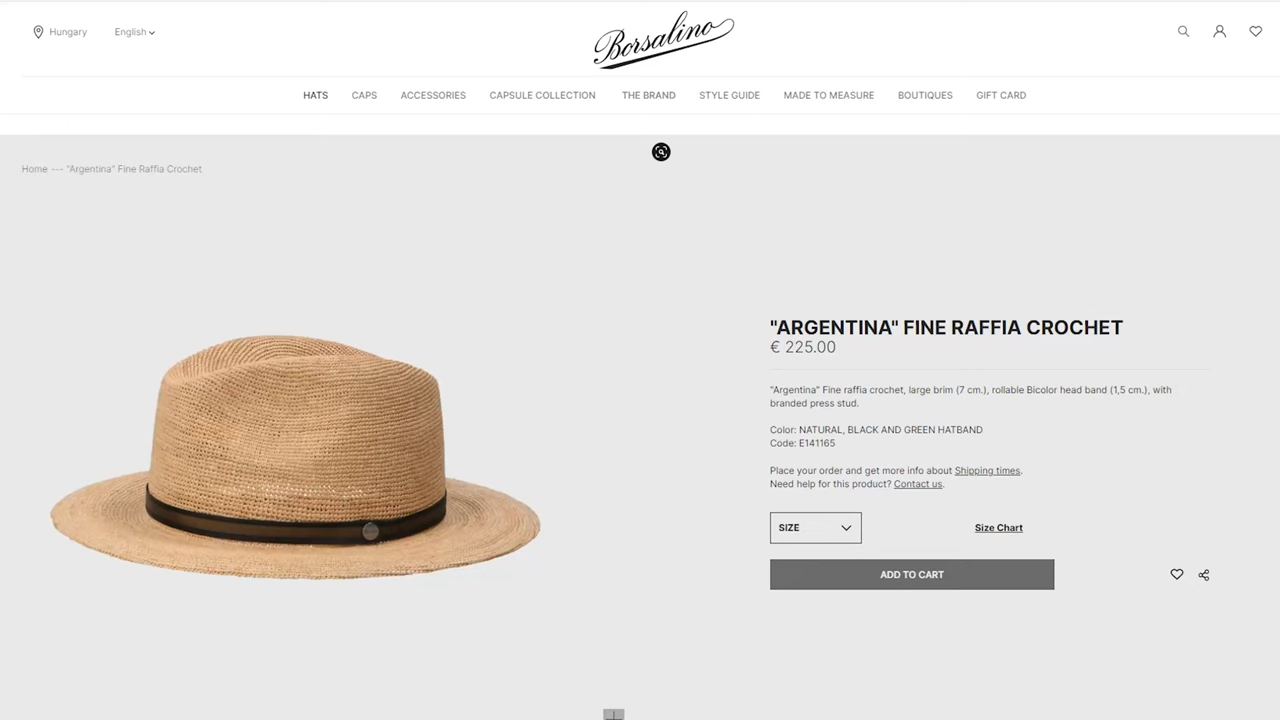 Hungary
English
Borsalino
HATS
CAPS
ACCESSORIES
CAPSULE COLLECTION
THE BRAND
STYLE GUIDE
MADE TO MEASURE
BOUTIQUES
GIFT CARD
Home --- "Argentina" Fine Raffia Crochet
"ARGENTINA" FINE RAFFIA CROCHET
€ 225.00
"Argentina" Fine raffia crochet, large brim (7 cm.), rollable Bicolor head band (1,5 cm.), with
branded press stud.
Color: NATURAL, BLACK AND GREEN HATBAND
Code: E141165
Place your order and get more info about Shipping times.
Need help for this product? Contact us.
SIZE
Size Chart
ADD TO CART